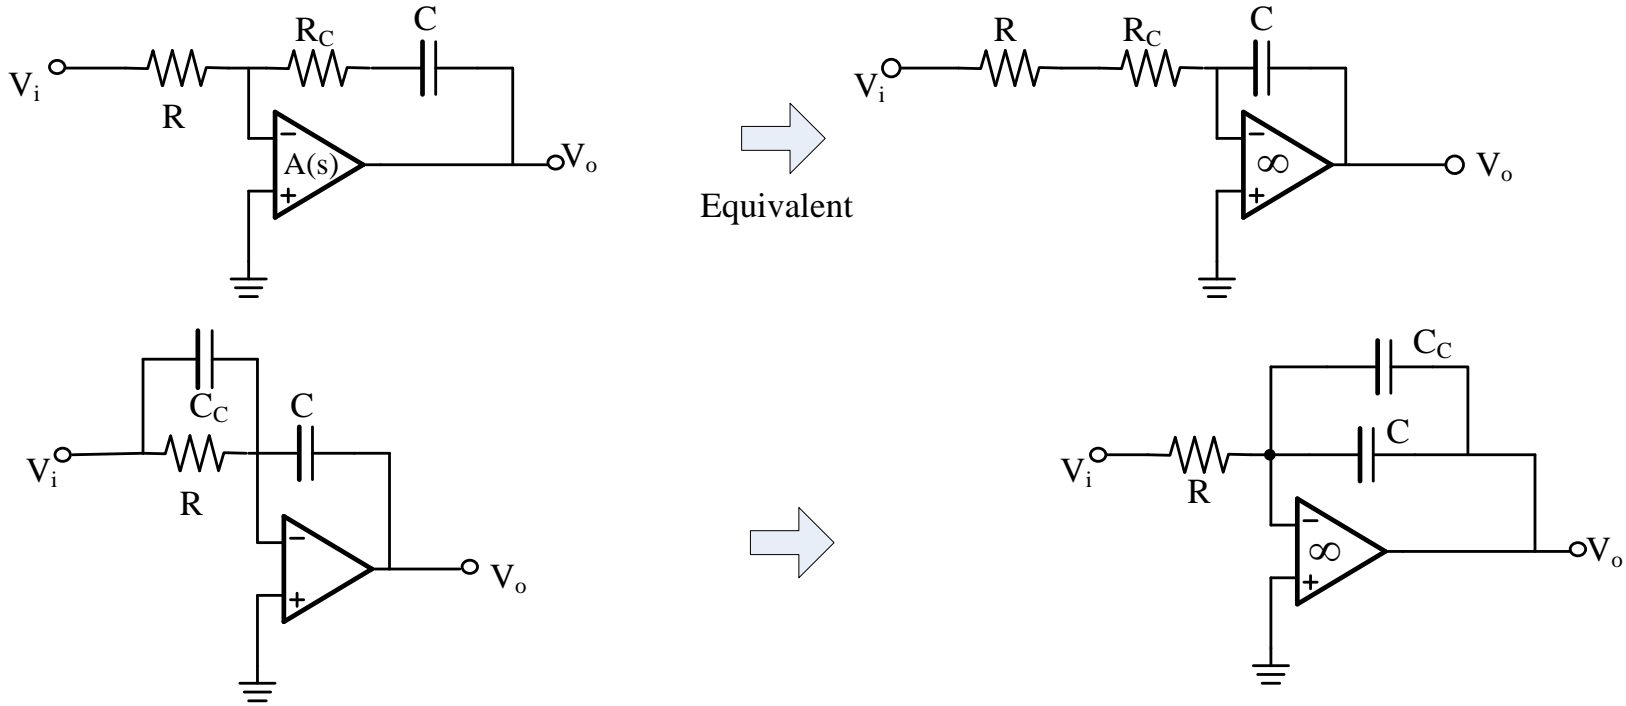 R_C C
V_i R
−
A(s)
+
V_o
Equivalent
R R_C C
V_i
−
∞
+
V_o
C_C C
V_i
R
−
+
V_o
C_C
C
V_i
R
−
∞
+
V_o